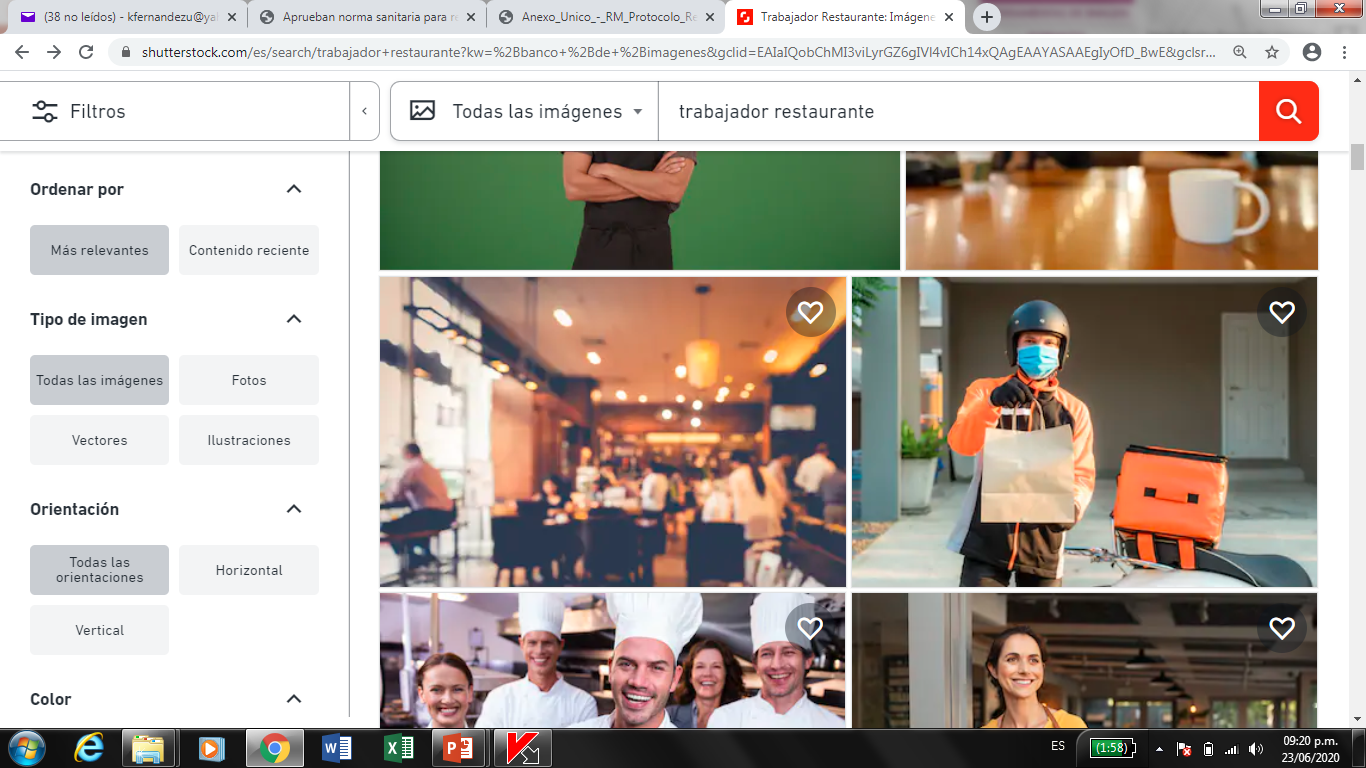 (38 no leídos) - kfernandezu@ya
Aprueban norma sanitaria para re
Anexo_Unico_-_RM_Protocolo_Re
Trabajador Restaurante: Imágene
shutterstock.com/es/search/trabajador+restaurante?kw=%2Bbanco+%2Bde+%2Bimagenes&gclid=EAIaIQobChMI3viLyrGZ6gIVl4vICh14xQAgEAAYASAAEgIyOfD_BwE&gclsr...
Filtros
Todas las imágenes
trabajador restaurante
Ordenar por
Más relevantes
Contenido reciente
Tipo de imagen
Todas las imágenes
Fotos
Vectores
Ilustraciones
Orientación
Todas las
orientaciones
Horizontal
Vertical
Color
ES
(1:58)
09:20 p.m.
23/06/2020